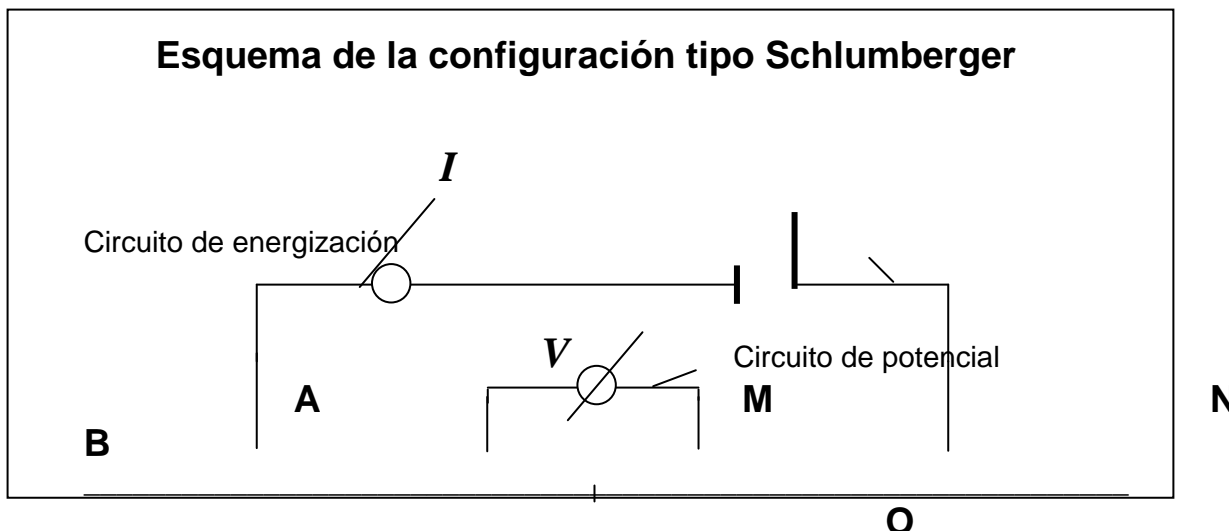 Esquema de la configuración tipo Schlumberger
I
Circuito de energización
V
Circuito de potencial
A M N
B
O